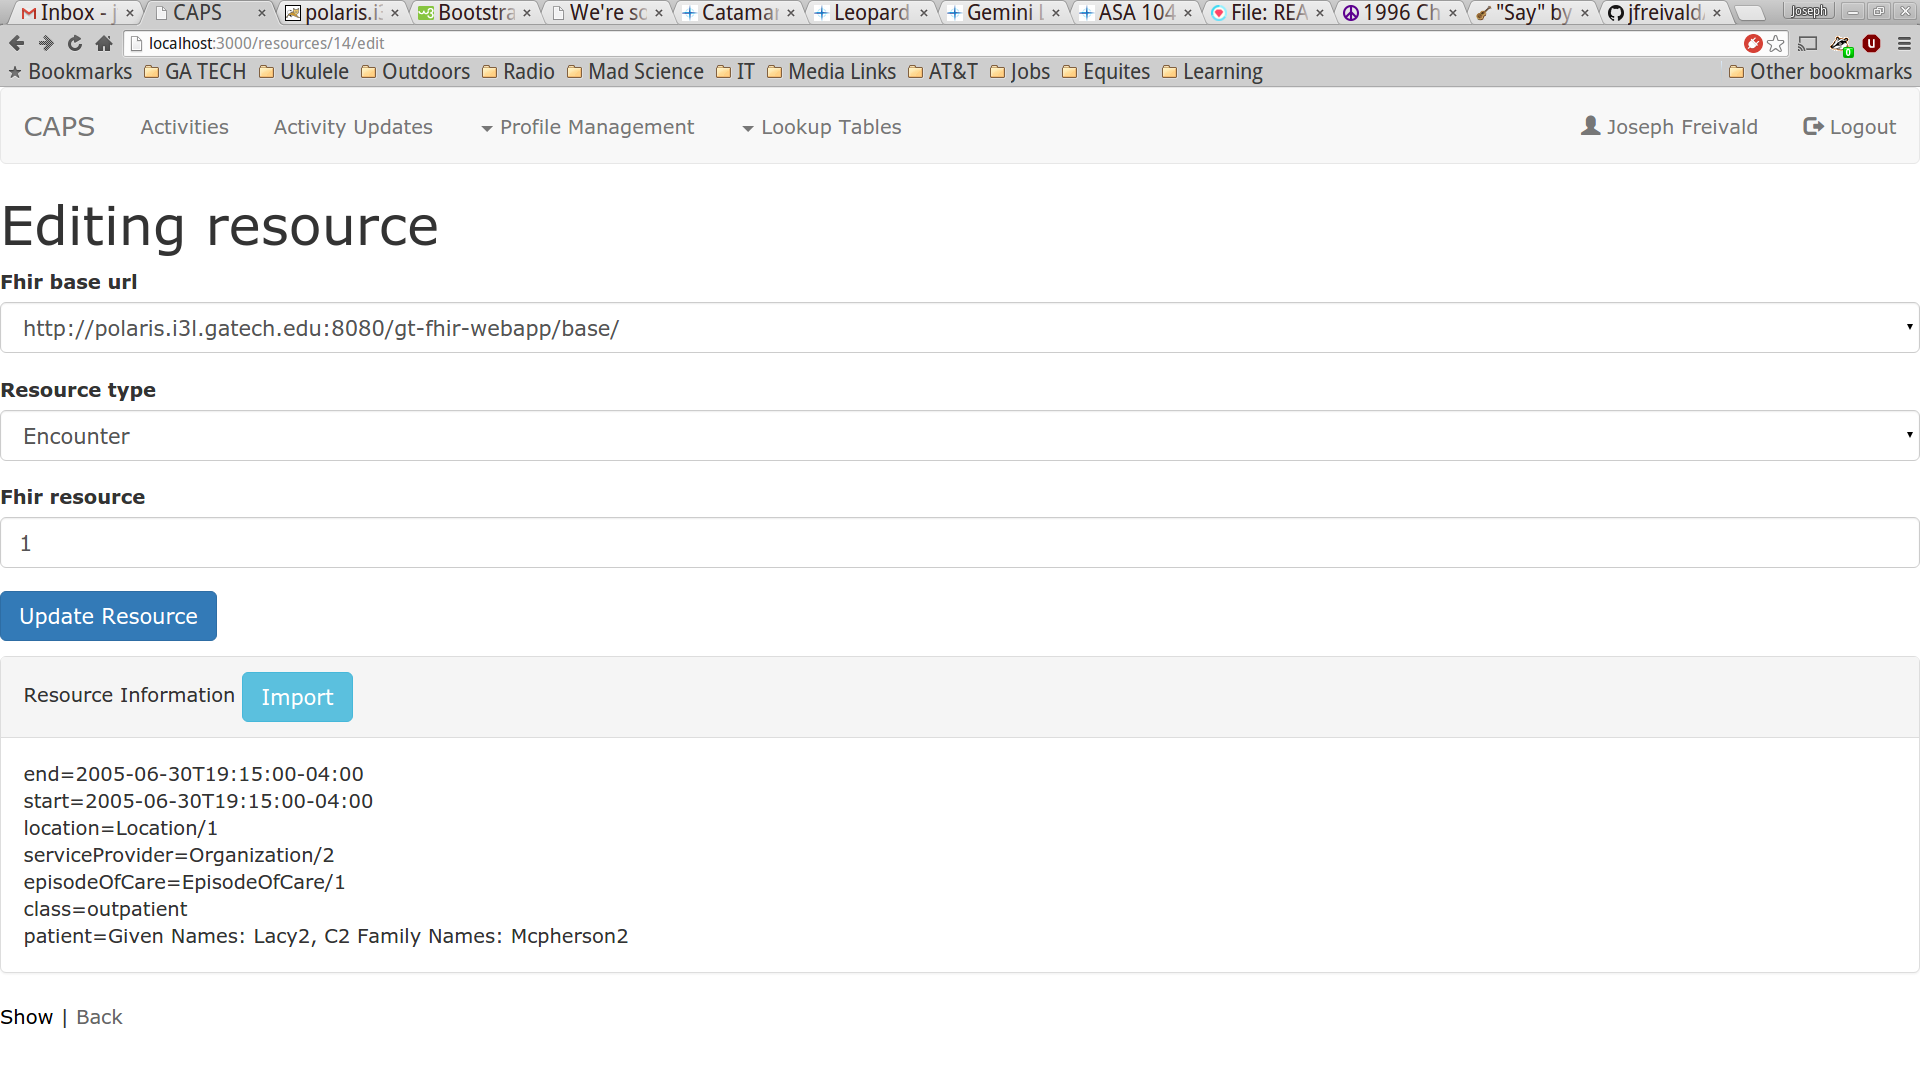 Inbox - j CAPS polaris.i3 Bootstra We're so Catamar Leopard Gemini L ASA 104 File: REA 1996 Ch "Say" by jfreivald Joseph
localhost:3000/resources/14/edit
Bookmarks GA TECH Ukulele Outdoors Radio Mad Science IT Media Links AT&T Jobs Equites Learning Other bookmarks
CAPS Activities Activity Updates Profile Management Lookup Tables Joseph Freivald Logout
Editing resource
Fhir base url
http://polaris.i3l.gatech.edu:8080/gt-fhir-webapp/base/
Resource type
Encounter
Fhir resource
1
Update Resource
Resource Information Import
end=2005-06-30T19:15:00-04:00
start=2005-06-30T19:15:00-04:00
location=Location/1
serviceProvider=Organization/2
episodeOfCare=EpisodeOfCare/1
class=outpatient
patient=Given Names: Lacy2, C2 Family Names: Mcpherson2
Show | Back